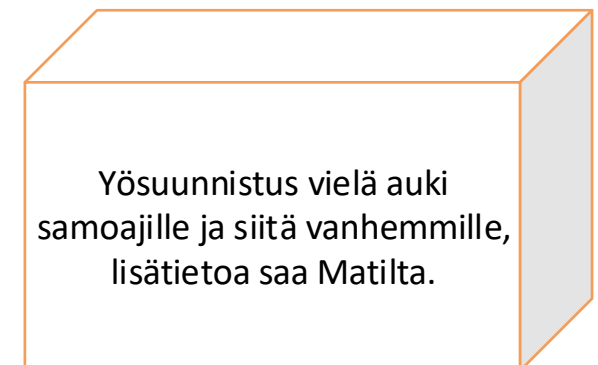 Yösuunnistus vielä auki
samoajille ja siitä vanhemmille,
lisätietoa saa Matilta.